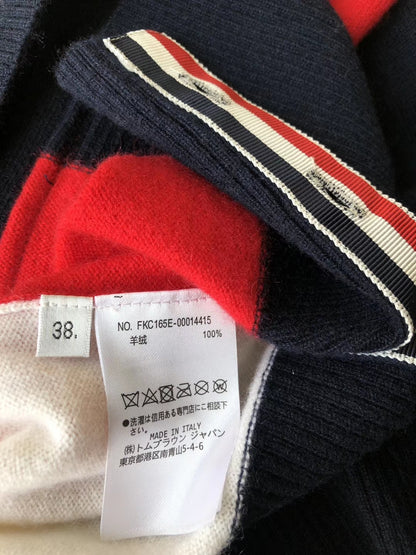 38.
NO. FKC165E-00014415
羊绒 100%
●洗濯は信用ある専門店にご相談下
さい。
MADE IN ITALY
(株)トムブラウン ジャパン
東京都港区南青山5-4-6